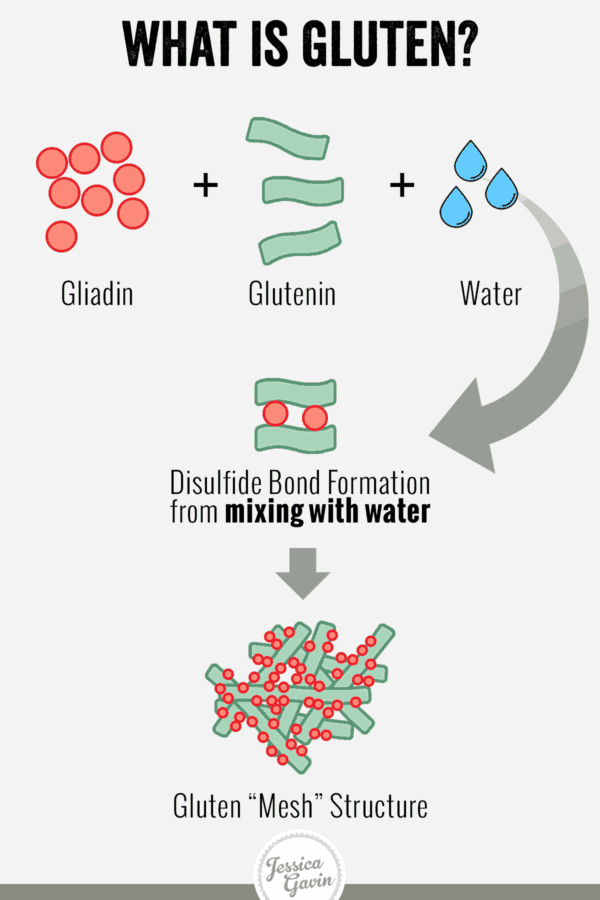 WHAT IS GLUTEN?
+ +
Gliadin Glutenin Water
Disulfide Bond Formation
from mixing with water
Gluten “Mesh” Structure
Jessica
Gavin